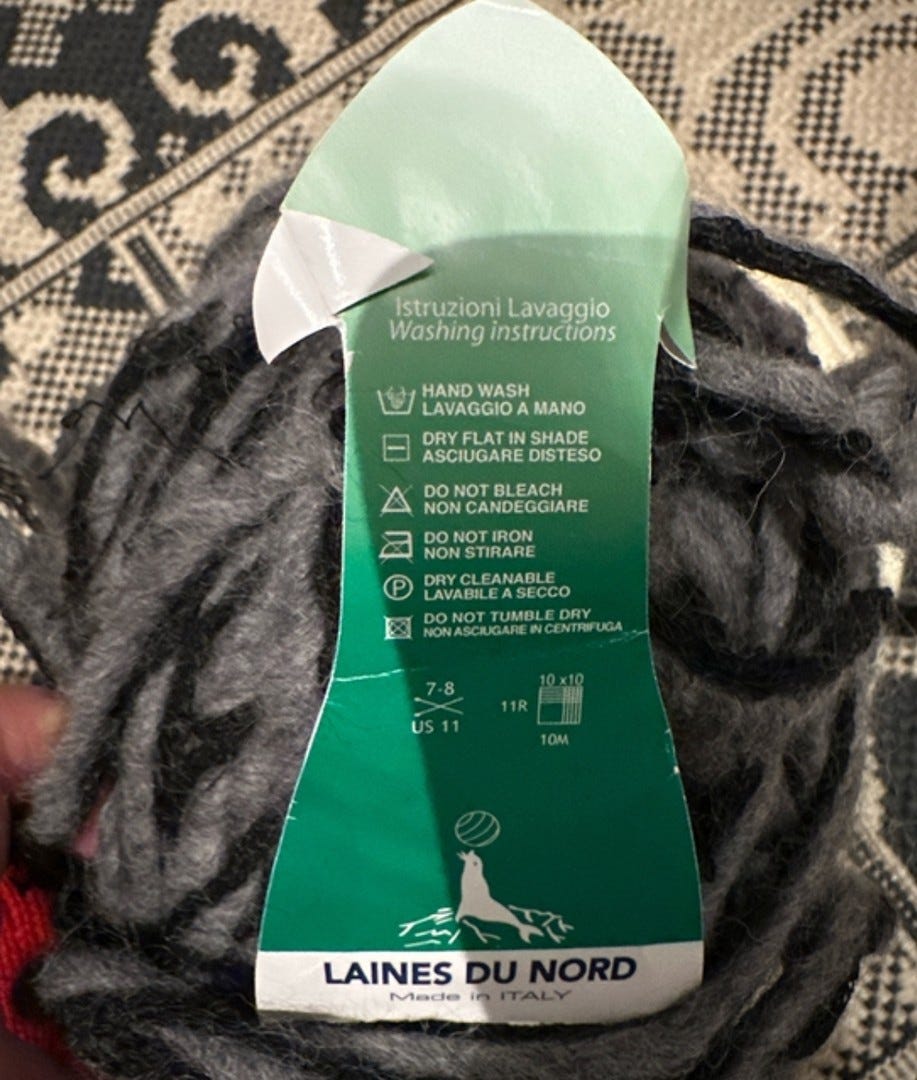 Istruzioni Lavaggio
Washing instructions
HAND WASH
LAVAGGIO A MANO
DRY FLAT IN SHADE
ASCIUGARE DISTESO
DO NOT BLEACH
NON CANDEGGIARE
DO NOT IRON
NON STIRARE
P
DRY CLEANABLE
LAVABILE A SECCO
DO NOT TUMBLE DRY
NON ASCIUGARE IN CENTRIFUGA
7-8
US 11
10 x10
11R
10M
LAINES DU NORD
Made in ITALY